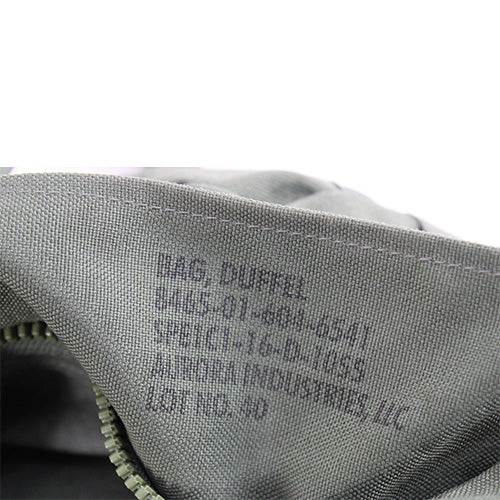 BAG, DUFFEL
8465-01-604-6541
SPE1C1-16-D-1055
AURORA INDUSTRIES, LLC
LOT NO. 40